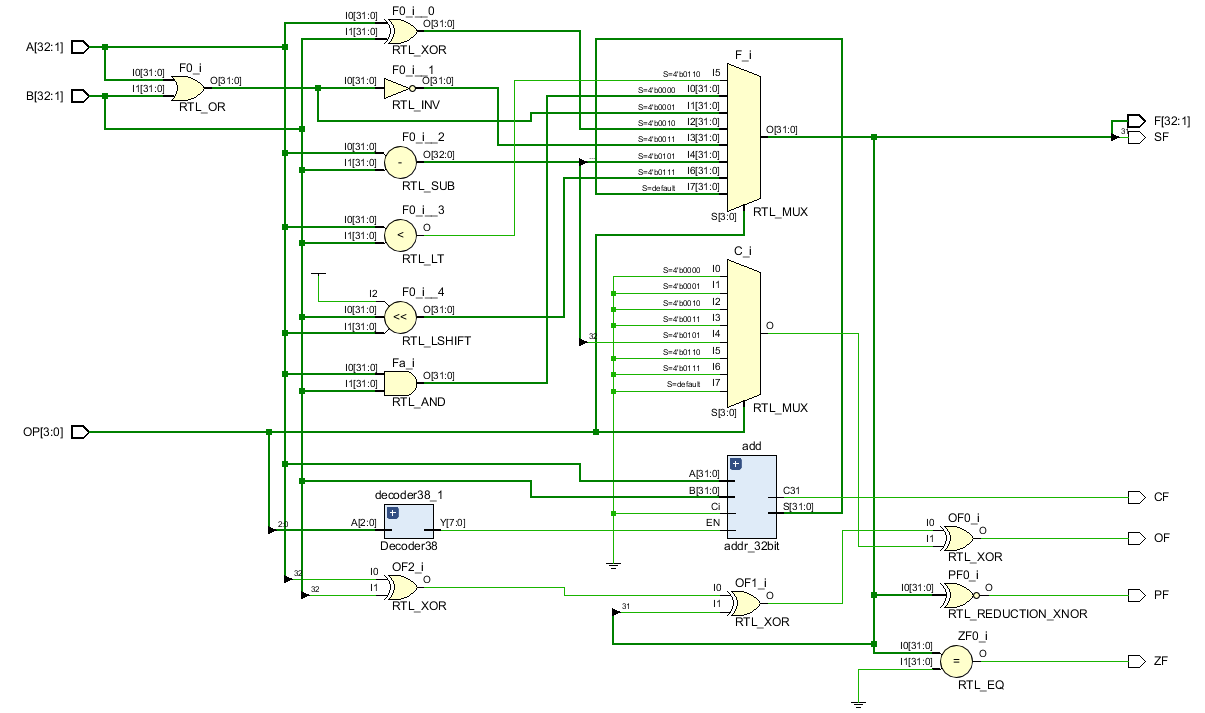 A[32:1]
B[32:1]
OP[3:0]
I0[31:0]
I1[31:0]
F0_i
O[31:0]
RTL_OR
F0_i__0
I0[31:0]
I1[31:0]
O[31:0]
RTL_XOR
F0_i__1
I0[31:0]
O[31:0]
RTL_INV
F0_i__2
I0[31:0]
I1[31:0]
-
O[32:0]
RTL_SUB
F0_i__3
I0[31:0]
I1[31:0]
<
O
RTL_LT
F0_i__4
I2
I0[31:0]
I1[31:0]
<<
O[31:0]
RTL_LSHIFT
Fa_i
I0[31:0]
I1[31:0]
O[31:0]
RTL_AND
F_i
S=4'b0110 I5
S=4'b0000 I0[31:0]
S=4'b0001 I1[31:0]
S=4'b0010 I2[31:0]
S=4'b0011 I3[31:0]
S=4'b0101 I4[31:0]
S=4'b0111 I6[31:0]
S=default I7[31:0]
S[3:0]
O[31:0]
RTL_MUX
C_i
S=4'b0000 I0
S=4'b0001 I1
S=4'b0010 I2
S=4'b0011 I3
32
S=4'b0101 I4
S=4'b0110 I5
S=4'b0111 I6
S=default I7
S[3:0]
O
RTL_MUX
add
A[31:0]
B[31:0]
Ci
EN
C31
S[31:0]
addr_32bit
decoder38_1
2:0
A[2:0]
Y[7:0]
Decoder38
OF2_i
32
I0
32
I1
O
RTL_XOR
OF1_i
I0
31
I1
O
RTL_XOR
OF0_i
I0
I1
O
RTL_XOR
PF0_i
I0[31:0]
O
RTL_REDUCTION_XNOR
ZF0_i
I0[31:0]
I1[31:0]
=
O
RTL_EQ
F[32:1]
31
SF
CF
OF
PF
ZF